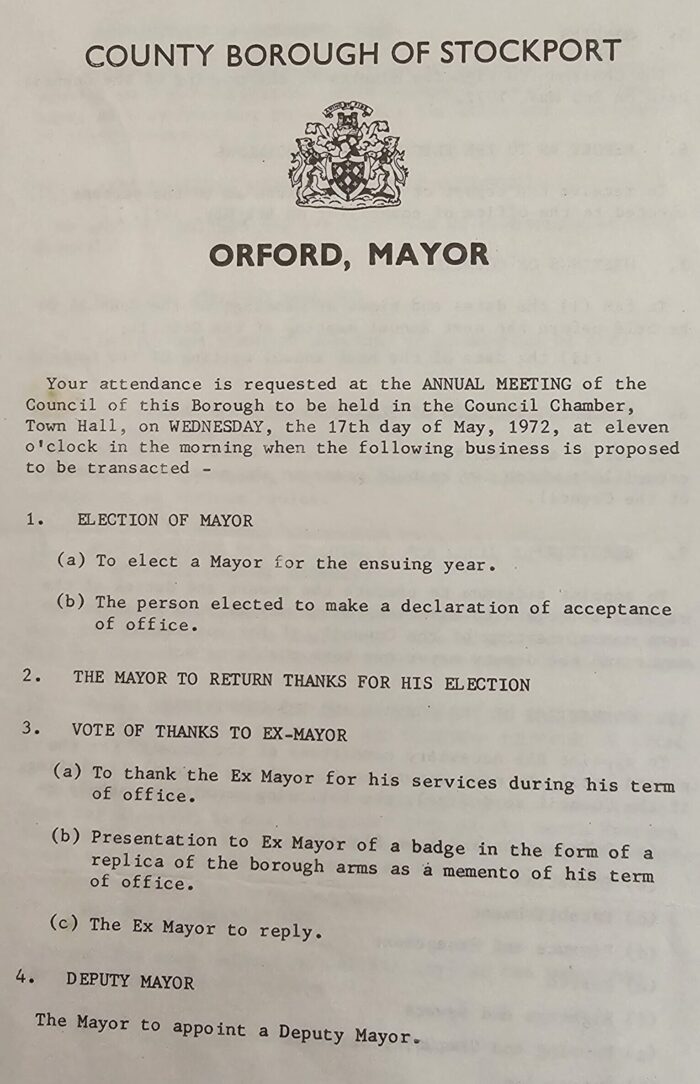 COUNTY BOROUGH OF STOCKPORT
ORFORD, MAYOR
Your attendance is requested at the ANNUAL MEETING of the
Council of this Borough to be held in the Council Chamber,
Town Hall, on WEDNESDAY, the 17th day of May, 1972, at eleven
o'clock in the morning when the following business is proposed
to be transacted -
1. ELECTION OF MAYOR
(a) To elect a Mayor for the ensuing year.
(b) The person elected to make a declaration of acceptance
of office.
2. THE MAYOR TO RETURN THANKS FOR HIS ELECTION
3. VOTE OF THANKS TO EX-MAYOR
(a) To thank the Ex Mayor for his services during his term
of office.
(b) Presentation to Ex Mayor of a badge in the form of a
replica of the borough arms as a memento of his term
of office.
(c) The Ex Mayor to reply.
4. DEPUTY MAYOR
The Mayor to appoint a Deputy Mayor.